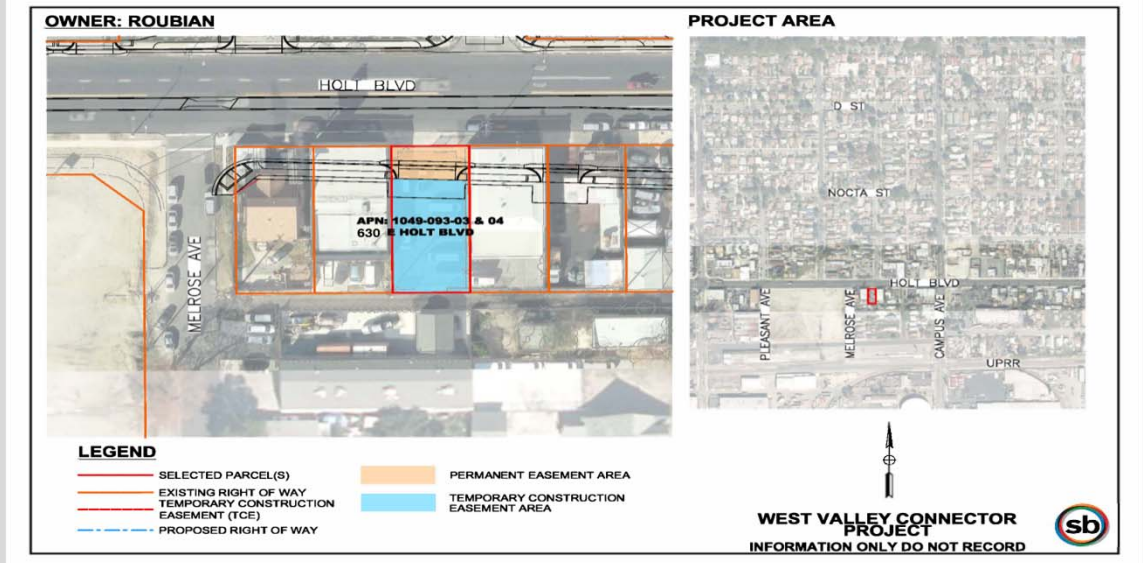 OWNER: ROUBIAN
PROJECT AREA
HOLT BLVD
MELROSE AVE
APN: 1049-093-03 & 04
630 E HOLT BLVD
D ST
NOCTA ST
HOLT BLVD
PLEASANT AVE
MELROSE AVE
CAMPUS AVE
UPRR
LEGEND
SELECTED PARCEL(S)
EXISTING RIGHT OF WAY
TEMPORARY CONSTRUCTION
EASEMENT (TCE)
PROPOSED RIGHT OF WAY
PERMANENT EASEMENT AREA
TEMPORARY CONSTRUCTION
EASEMENT AREA
WEST VALLEY CONNECTOR
PROJECT
INFORMATION ONLY DO NOT RECORD
sb